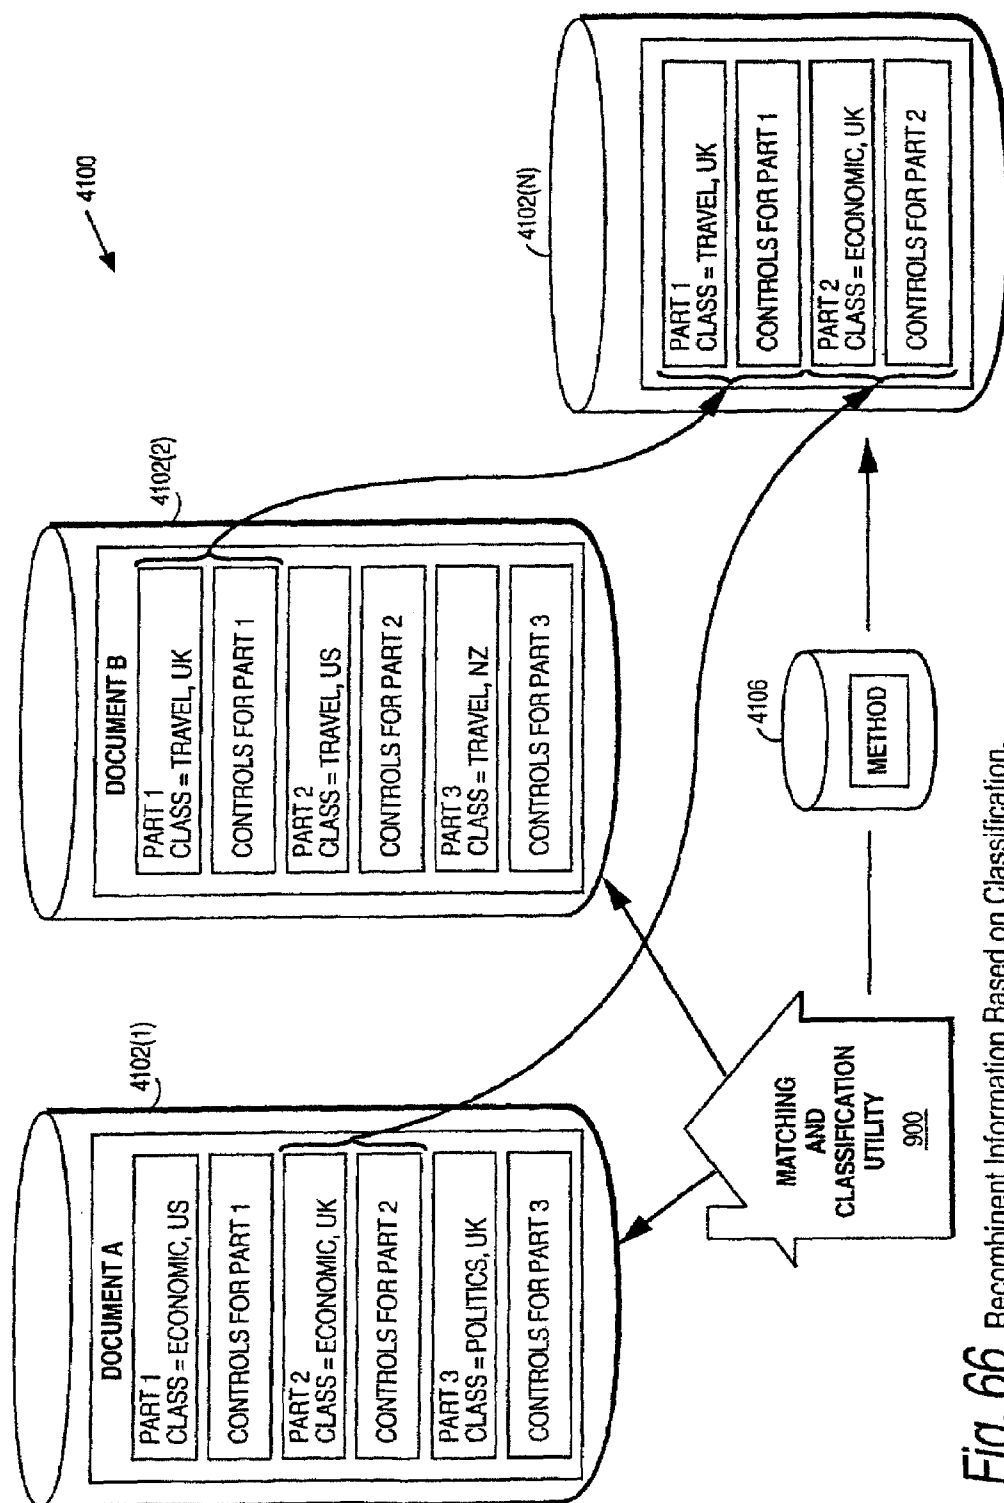 4100
4102(1)
DOCUMENT A
PART 1
CLASS = ECONOMIC, US
CONTROLS FOR PART 1
PART 2
CLASS = ECONOMIC, UK
CONTROLS FOR PART 2
PART 3
CLASS = POLITICS, UK
CONTROLS FOR PART 3
4102(2)
DOCUMENT B
PART 1
CLASS = TRAVEL, UK
CONTROLS FOR PART 1
PART 2
CLASS = TRAVEL, US
CONTROLS FOR PART 2
PART 3
CLASS = TRAVEL, NZ
CONTROLS FOR PART 3
4102(N)
PART 1
CLASS = TRAVEL, UK
CONTROLS FOR PART 1
PART 2
CLASS = ECONOMIC, UK
CONTROLS FOR PART 2
MATCHING
AND
CLASSIFICATION
UTILITY
900
4106
METHOD
Fig. 66 Recombinent Information Based on Classification.